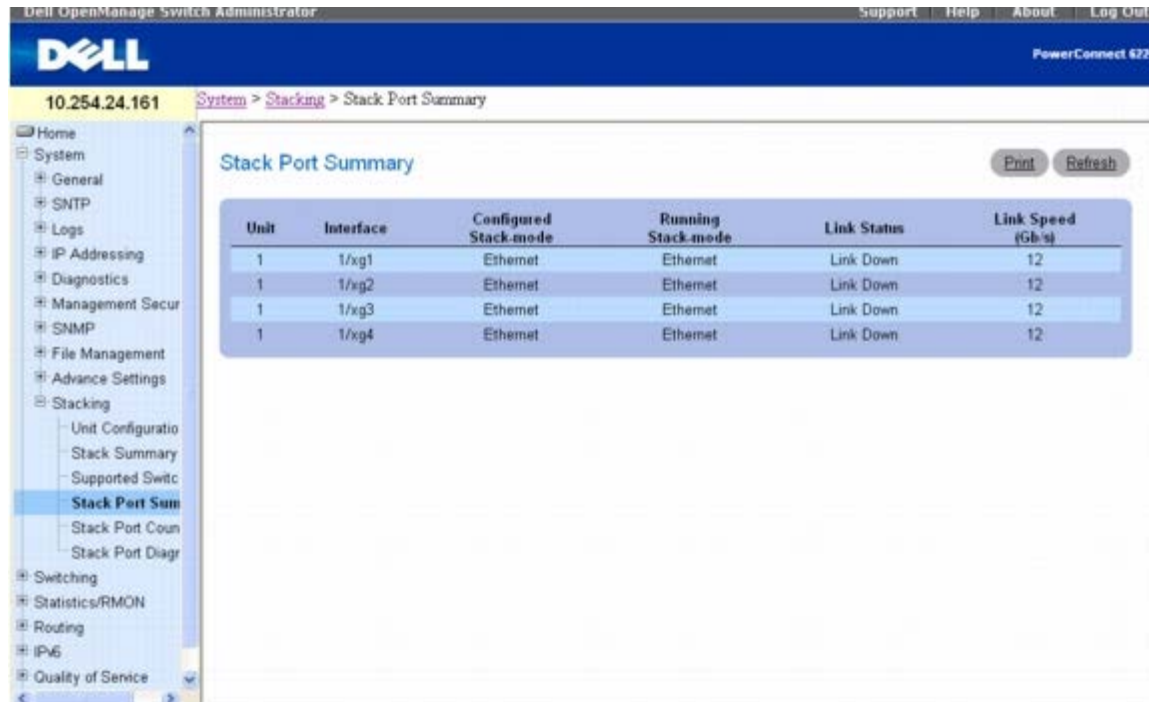 Dell OpenManage Switch Administrator Support Help About Log Out
DELL
PowerConnect 622
10.254.24.161
System > Stacking > Stack Port Summary
Home
System
General
SNTP
Logs
IP Addressing
Diagnostics
Management Secur
SNMP
File Management
Advance Settings
Stacking
Unit Configuratio
Stack Summary
Supported Switc
Stack Port Sum
Stack Port Coun
Stack Port Diagr
Switching
Statistics/RMON
Routing
IPv6
Quality of Service
Stack Port Summary
Print Refresh
Unit Interface Configured Stack-mode Running Stack-mode Link Status Link Speed (Gb/s)
1 1/xg1 Ethernet Ethernet Link Down 12
1 1/xg2 Ethernet Ethernet Link Down 12
1 1/xg3 Ethernet Ethernet Link Down 12
1 1/xg4 Ethernet Ethernet Link Down 12